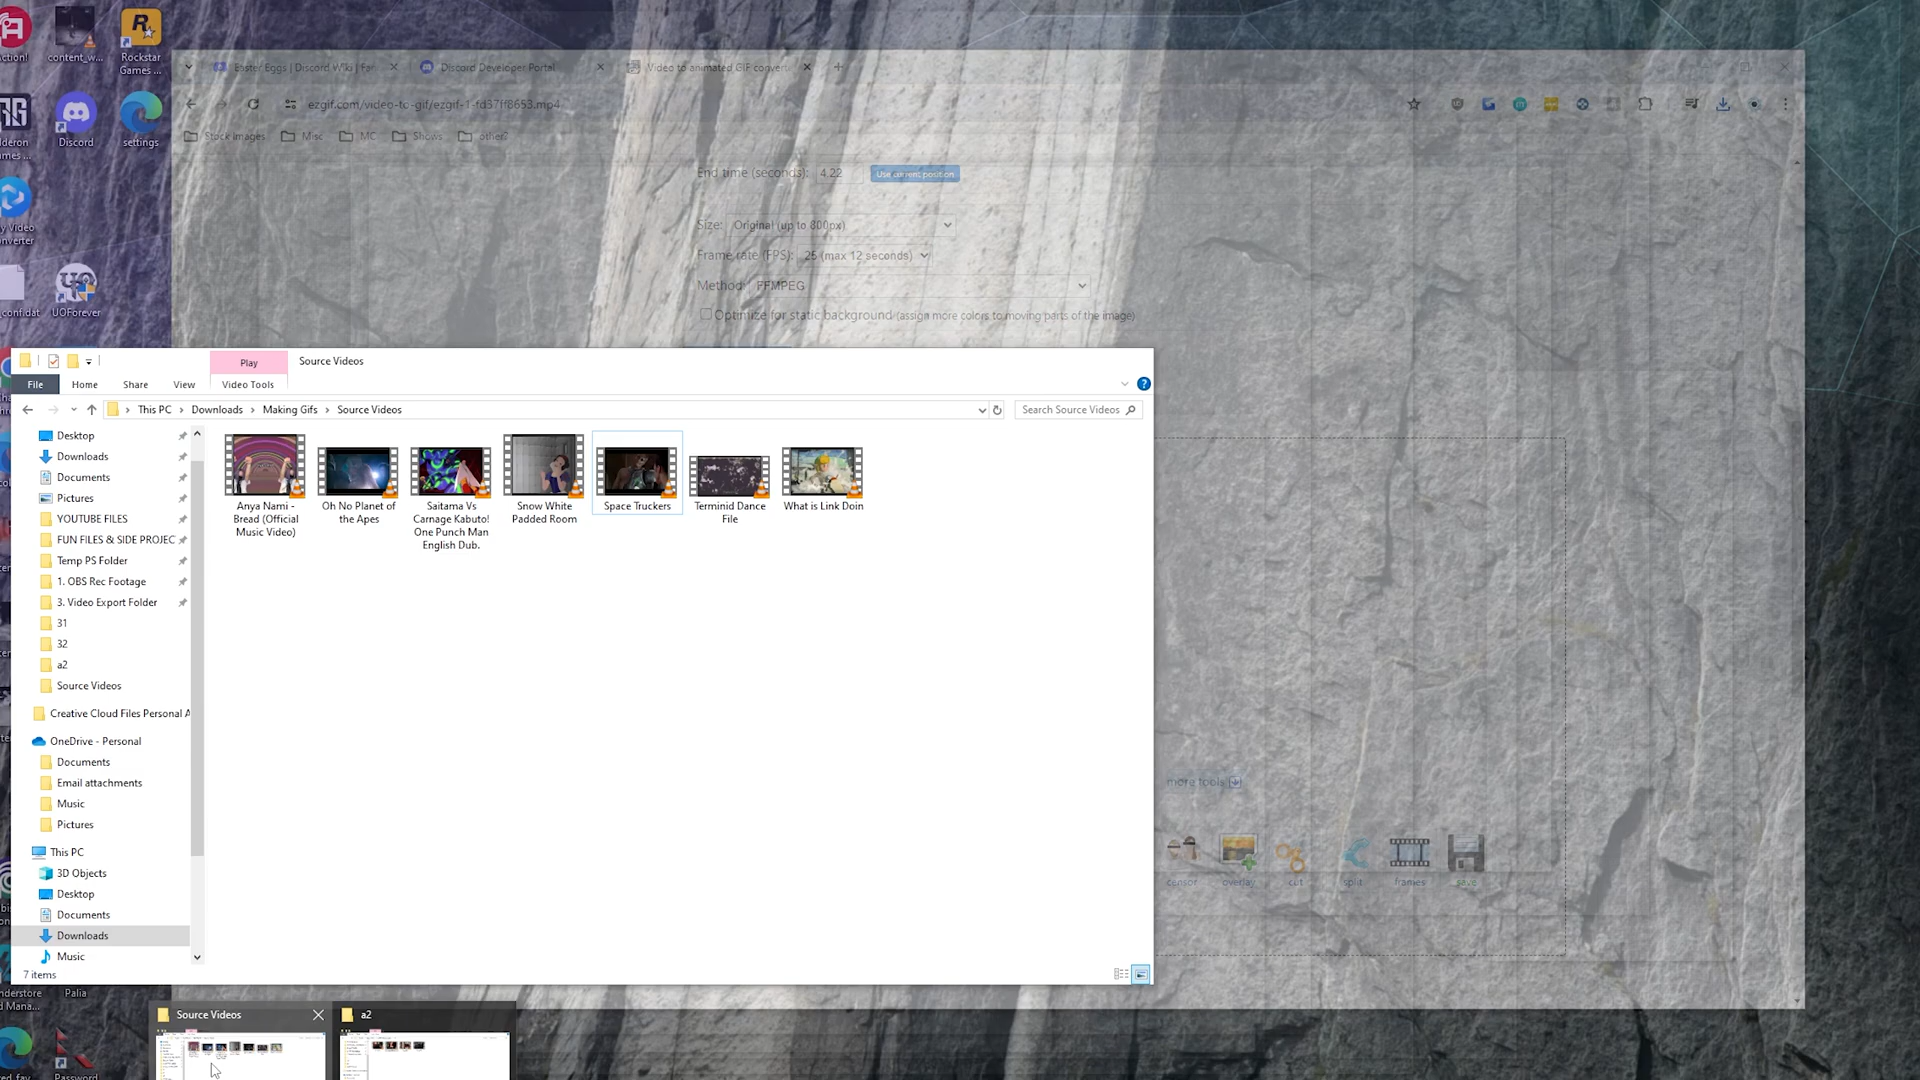 Action!
content_w...
Rockstar
Games ...
Discord
settings
UOForever
Easter Eggs | Discord Wiki | Fan
Discord Developer Portal
Video to animated GIF convert
ezgif.com/video-to-gif/ezgif-1-fd37ff8653.mp4
Stock Images
Misc
MC
Shows
other?
End time (seconds):
4.22
Use current position
Size:
Original (up to 800px)
Frame rate (FPS):
25 (max 12 seconds)
Method:
FFMPEG
Optimize for static background (assign more colors to moving parts of the image)
Play
Source Videos
File
Home
Share
View
Video Tools
This PC
Downloads
Making Gifs
Source Videos
Search Source Videos
Desktop
Downloads
Documents
Pictures
YOUTUBE FILES
FUN FILES & SIDE PROJEC
Temp PS Folder
1. OBS Rec Footage
3. Video Export Folder
31
32
a2
Source Videos
Creative Cloud Files Personal A
OneDrive - Personal
Documents
Email attachments
Music
Pictures
This PC
3D Objects
Desktop
Documents
Downloads
Music
7 items
Anya Nami -
Bread (Official
Music Video)
Oh No Planet of
the Apes
Saitama Vs
Carnage Kabuto!
One Punch Man
English Dub.
Snow White
Padded Room
Space Truckers
Terminid Dance
File
What is Link Doin
more tools
censor
overlay
cut
split
frames
save
Palia
Source Videos
a2
Password